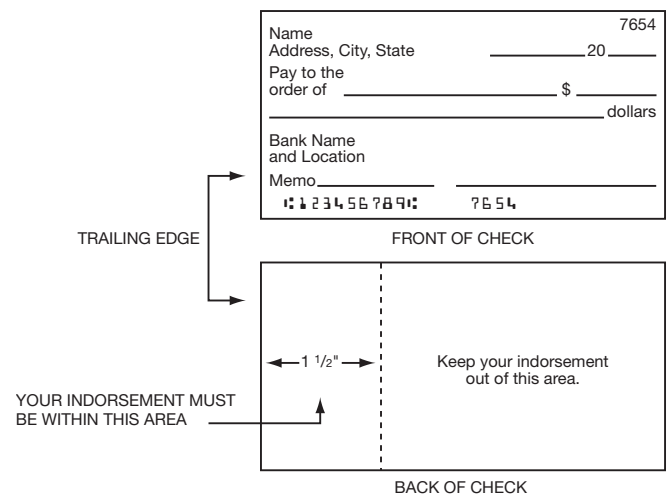 7654
Name
Address, City, State 20
Pay to the
order of $
dollars
Bank Name
and Location
Memo
⑆123456789⑆ 7654
TRAILING EDGE
FRONT OF CHECK
1 1/2"
Keep your indorsement
out of this area.
YOUR INDORSEMENT MUST
BE WITHIN THIS AREA
BACK OF CHECK